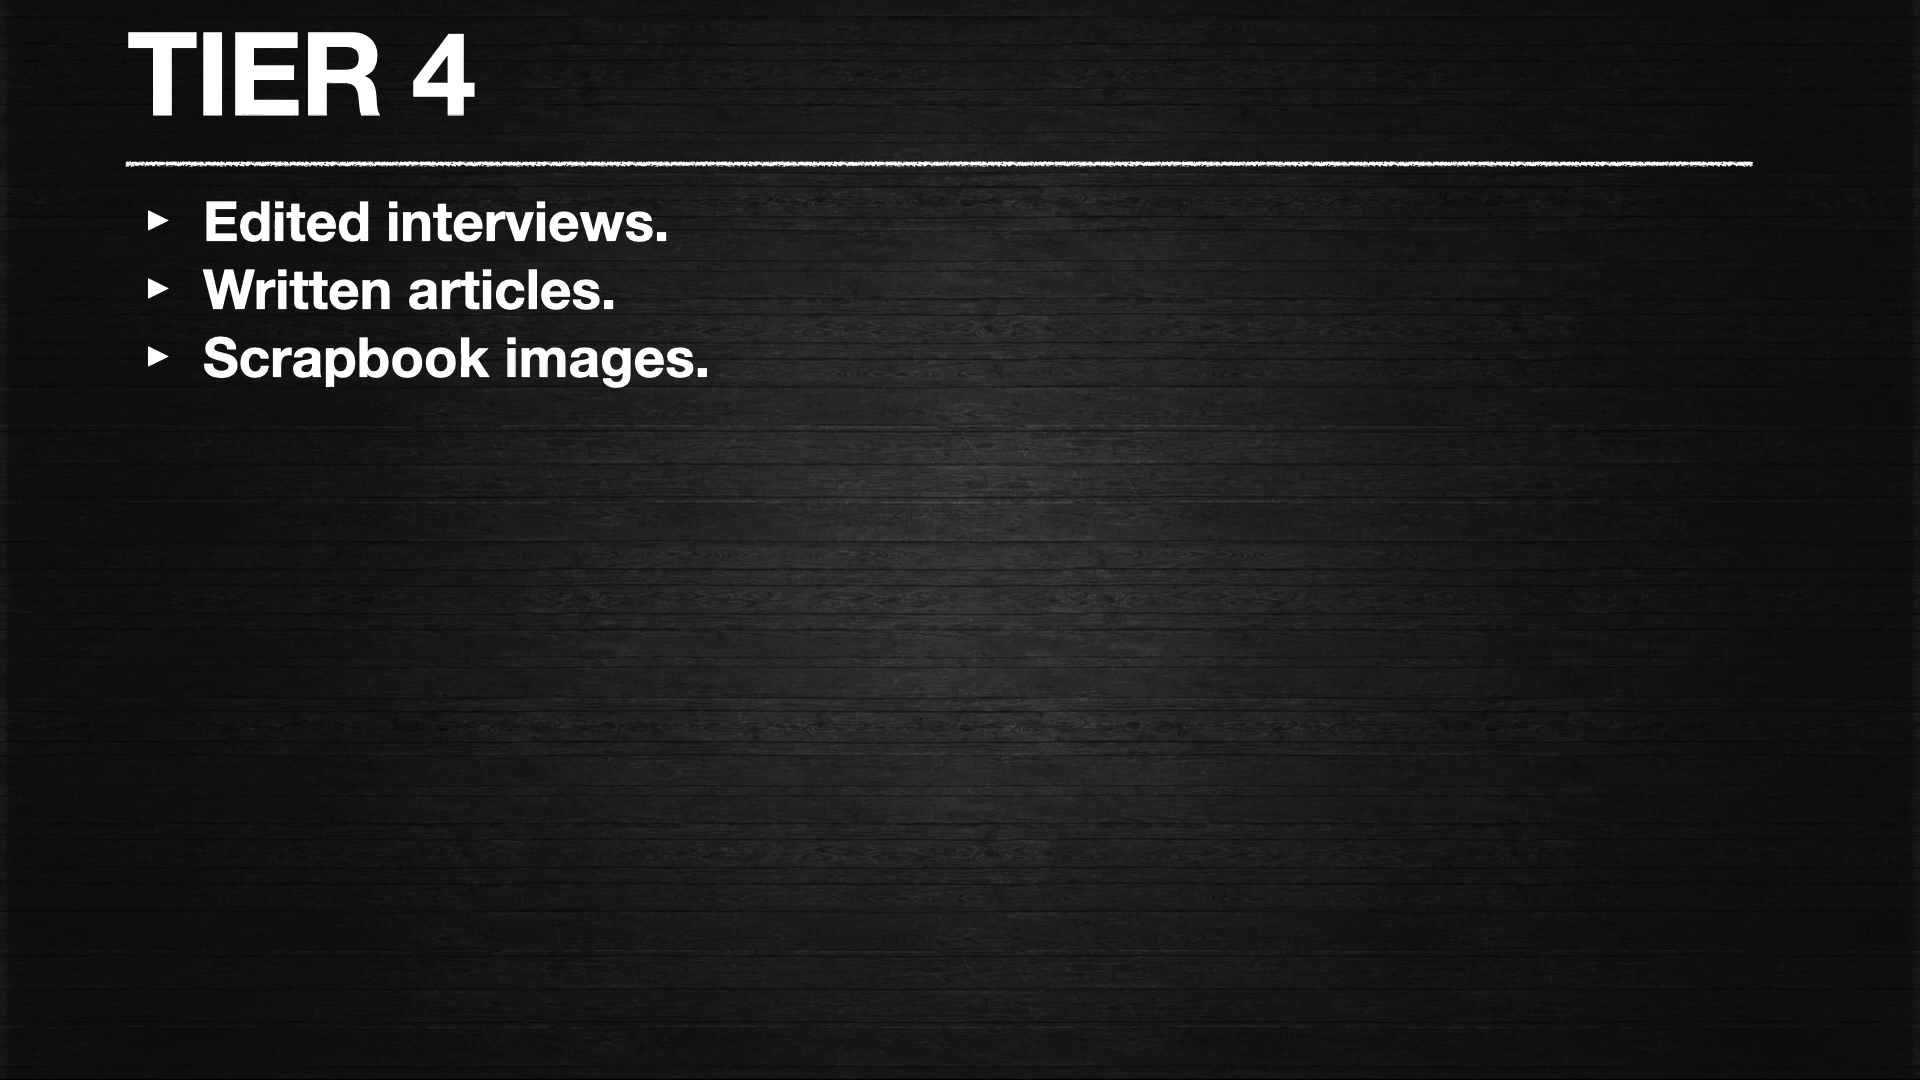 TIER 4
▸ Edited interviews.
▸ Written articles.
▸ Scrapbook images.